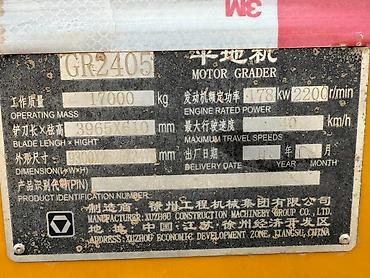 3M
GR2405 平地机
MOTOR GRADER
工作质量 17000 kg 发动机额定功率 178 kw 2200 r/min
OPERATING MASS ENGINE RATED POWER
铲刀长X弦高 3965X610 mm 最大行驶速度 40 km/h
BLADE LENGH×HIGHT MAXIMUM TRAVEL SPEEDS
外形尺寸 mm 出厂日期 年 月
DIMENSION(L×W×H) DELIVERY DATE YEAR MONTH
产品识别代码(PIN)
PRODUCT IDENTIFICATION NUMBER
制造商：徐州工程机械集团有限公司
MANUFACTURER:XUZHOU CONSTRUCTION MACHINERY GROUP CO., LTD.
地址：中国·江苏·徐州经济开发区
ADDRESS: XUZHOU ECONOMIC DEVELOPMENT ZONE, JIANGSU, CHINA